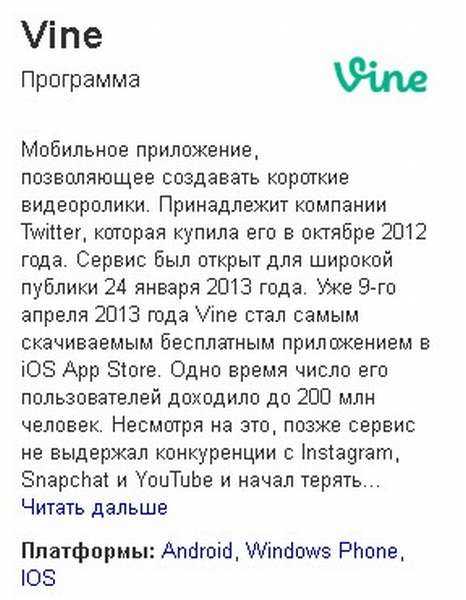 Vine
Программа
Vine
Мобильное приложение,
позволяющее создавать короткие
видеоролики. Принадлежит компании
Twitter, которая купила его в октябре 2012
года. Сервис был открыт для широкой
публики 24 января 2013 года. Уже 9-го
апреля 2013 года Vine стал самым
скачиваемым бесплатным приложением в
iOS App Store. Одно время число его
пользователей доходило до 200 млн
человек. Несмотря на это, позже сервис
не выдержал конкуренции с Instagram,
Snapchat и YouTube и начал терять...
Читать дальше
Платформы: Android, Windows Phone,
IOS